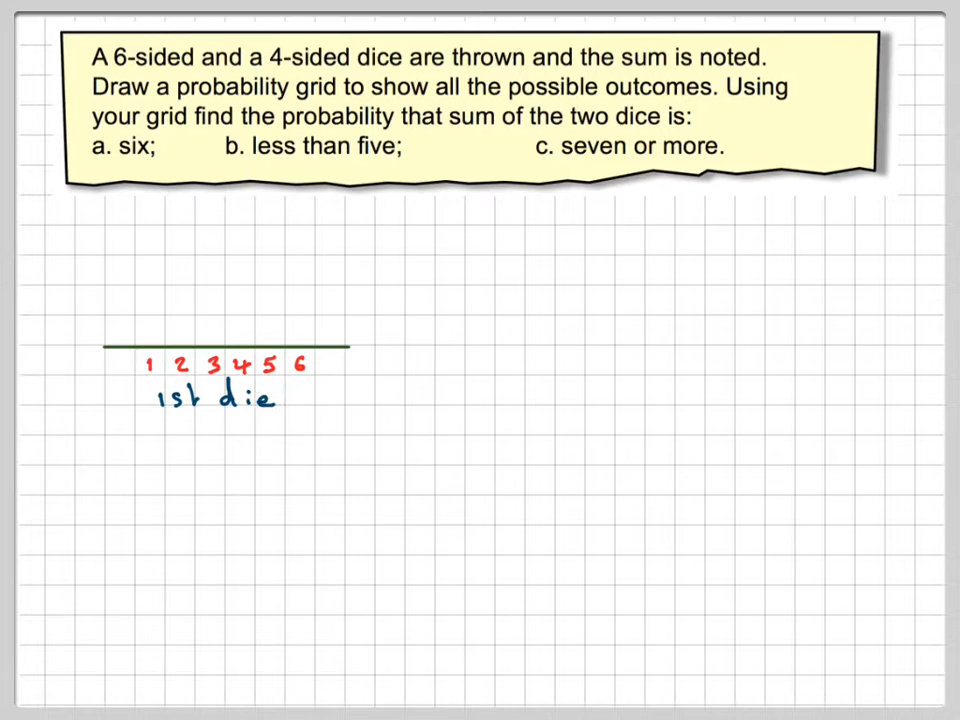 A 6-sided and a 4-sided dice are thrown and the sum is noted.
Draw a probability grid to show all the possible outcomes. Using
your grid find the probability that sum of the two dice is:
a. six; b. less than five; c. seven or more.
1 2 3 4 5 6
1st die